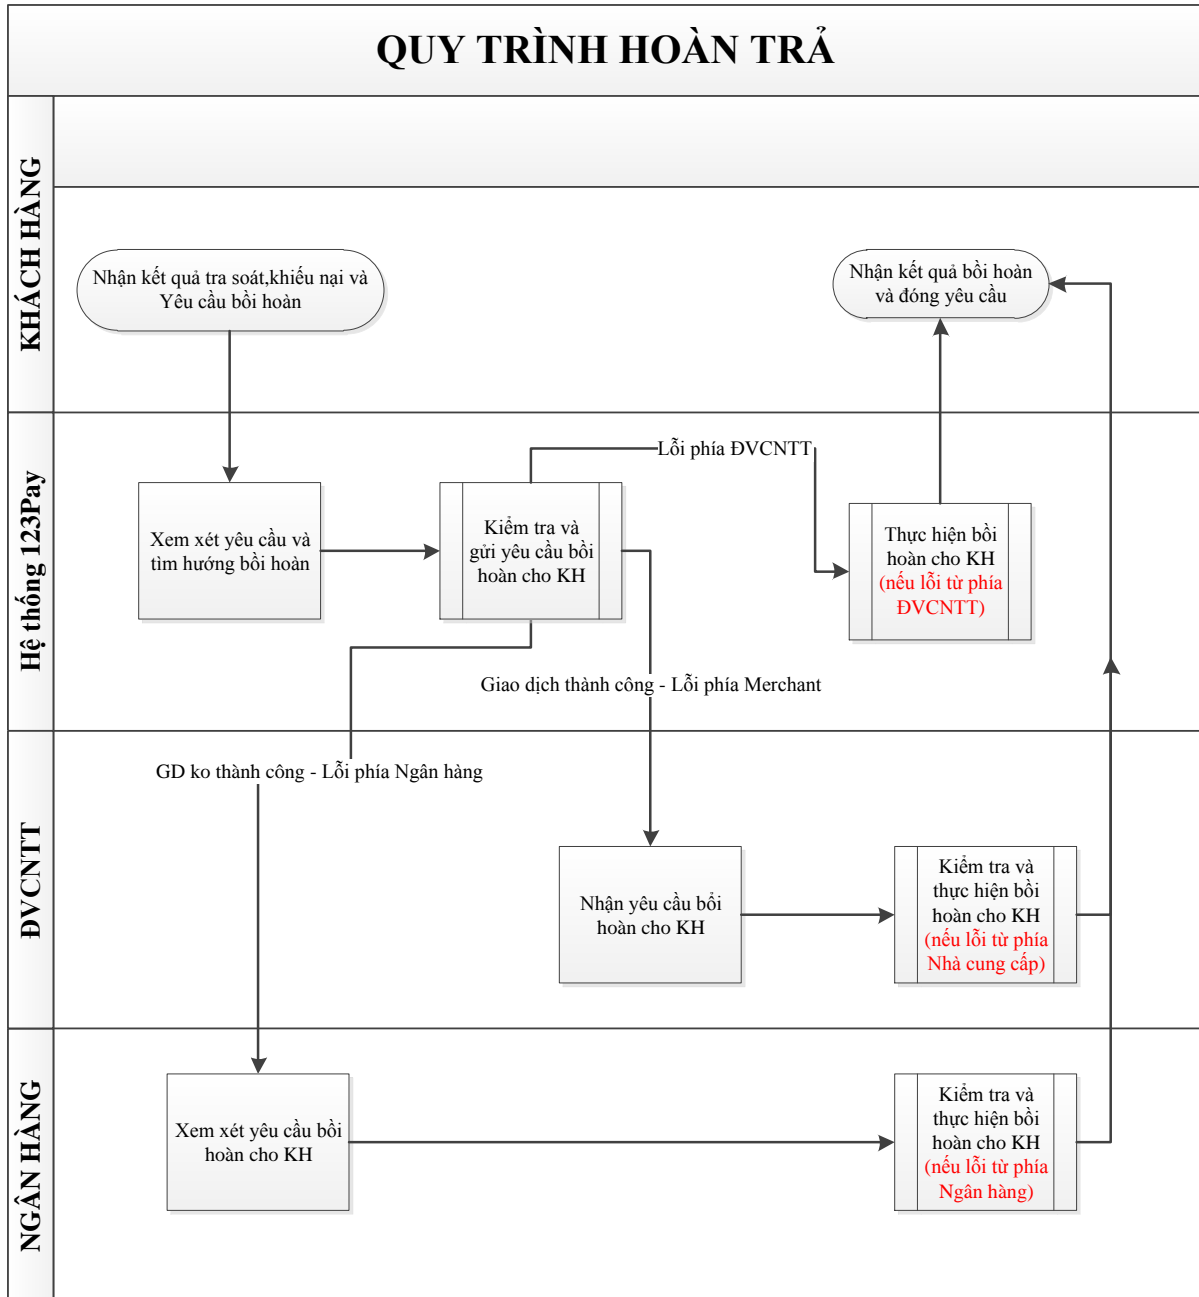 QUY TRÌNH HOÀN TRẢ
KHÁCH HÀNG
Nhận kết quả tra soát,khiếu nại và
Yêu cầu bồi hoàn
Nhận kết quả bồi hoàn
và đóng yêu cầu
Hệ thống 123Pay
Lỗi phía ĐVCNTT
Xem xét yêu cầu và
tìm hướng bồi hoàn
Kiểm tra và
gửi yêu cầu bồi
hoàn cho KH
Thực hiện bồi
hoàn cho KH
(nếu lỗi từ phía
ĐVCNTT)
Giao dịch thành công - Lỗi phía Merchant
ĐVCNTT
GD ko thành công - Lỗi phía Ngân hàng
Nhận yêu cầu bổi
hoàn cho KH
Kiểm tra và
thực hiện bồi
hoàn cho KH
(nếu lỗi từ phía
Nhà cung cấp)
NGÂN HÀNG
Xem xét yêu cầu bồi
hoàn cho KH
Kiểm tra và
thực hiện bồi
hoàn cho KH
(nếu lỗi từ phía
Ngân hàng)